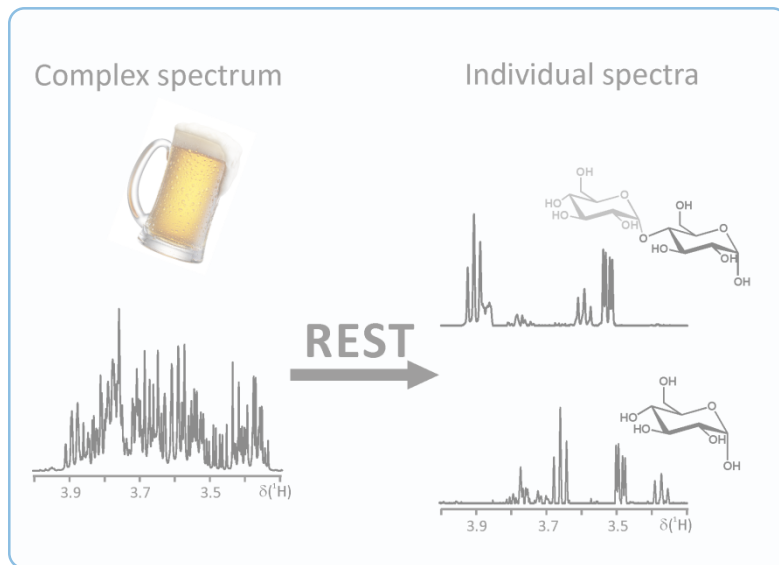 Complex spectrum
Individual spectra
OH
O
HO
HO
OH
OH
O
O
HO
OH
OH
REST
OH
O
HO
HO
OH
OH
3.9 3.7 3.5 δ(¹H)
3.9 3.7 3.5 δ(¹H)